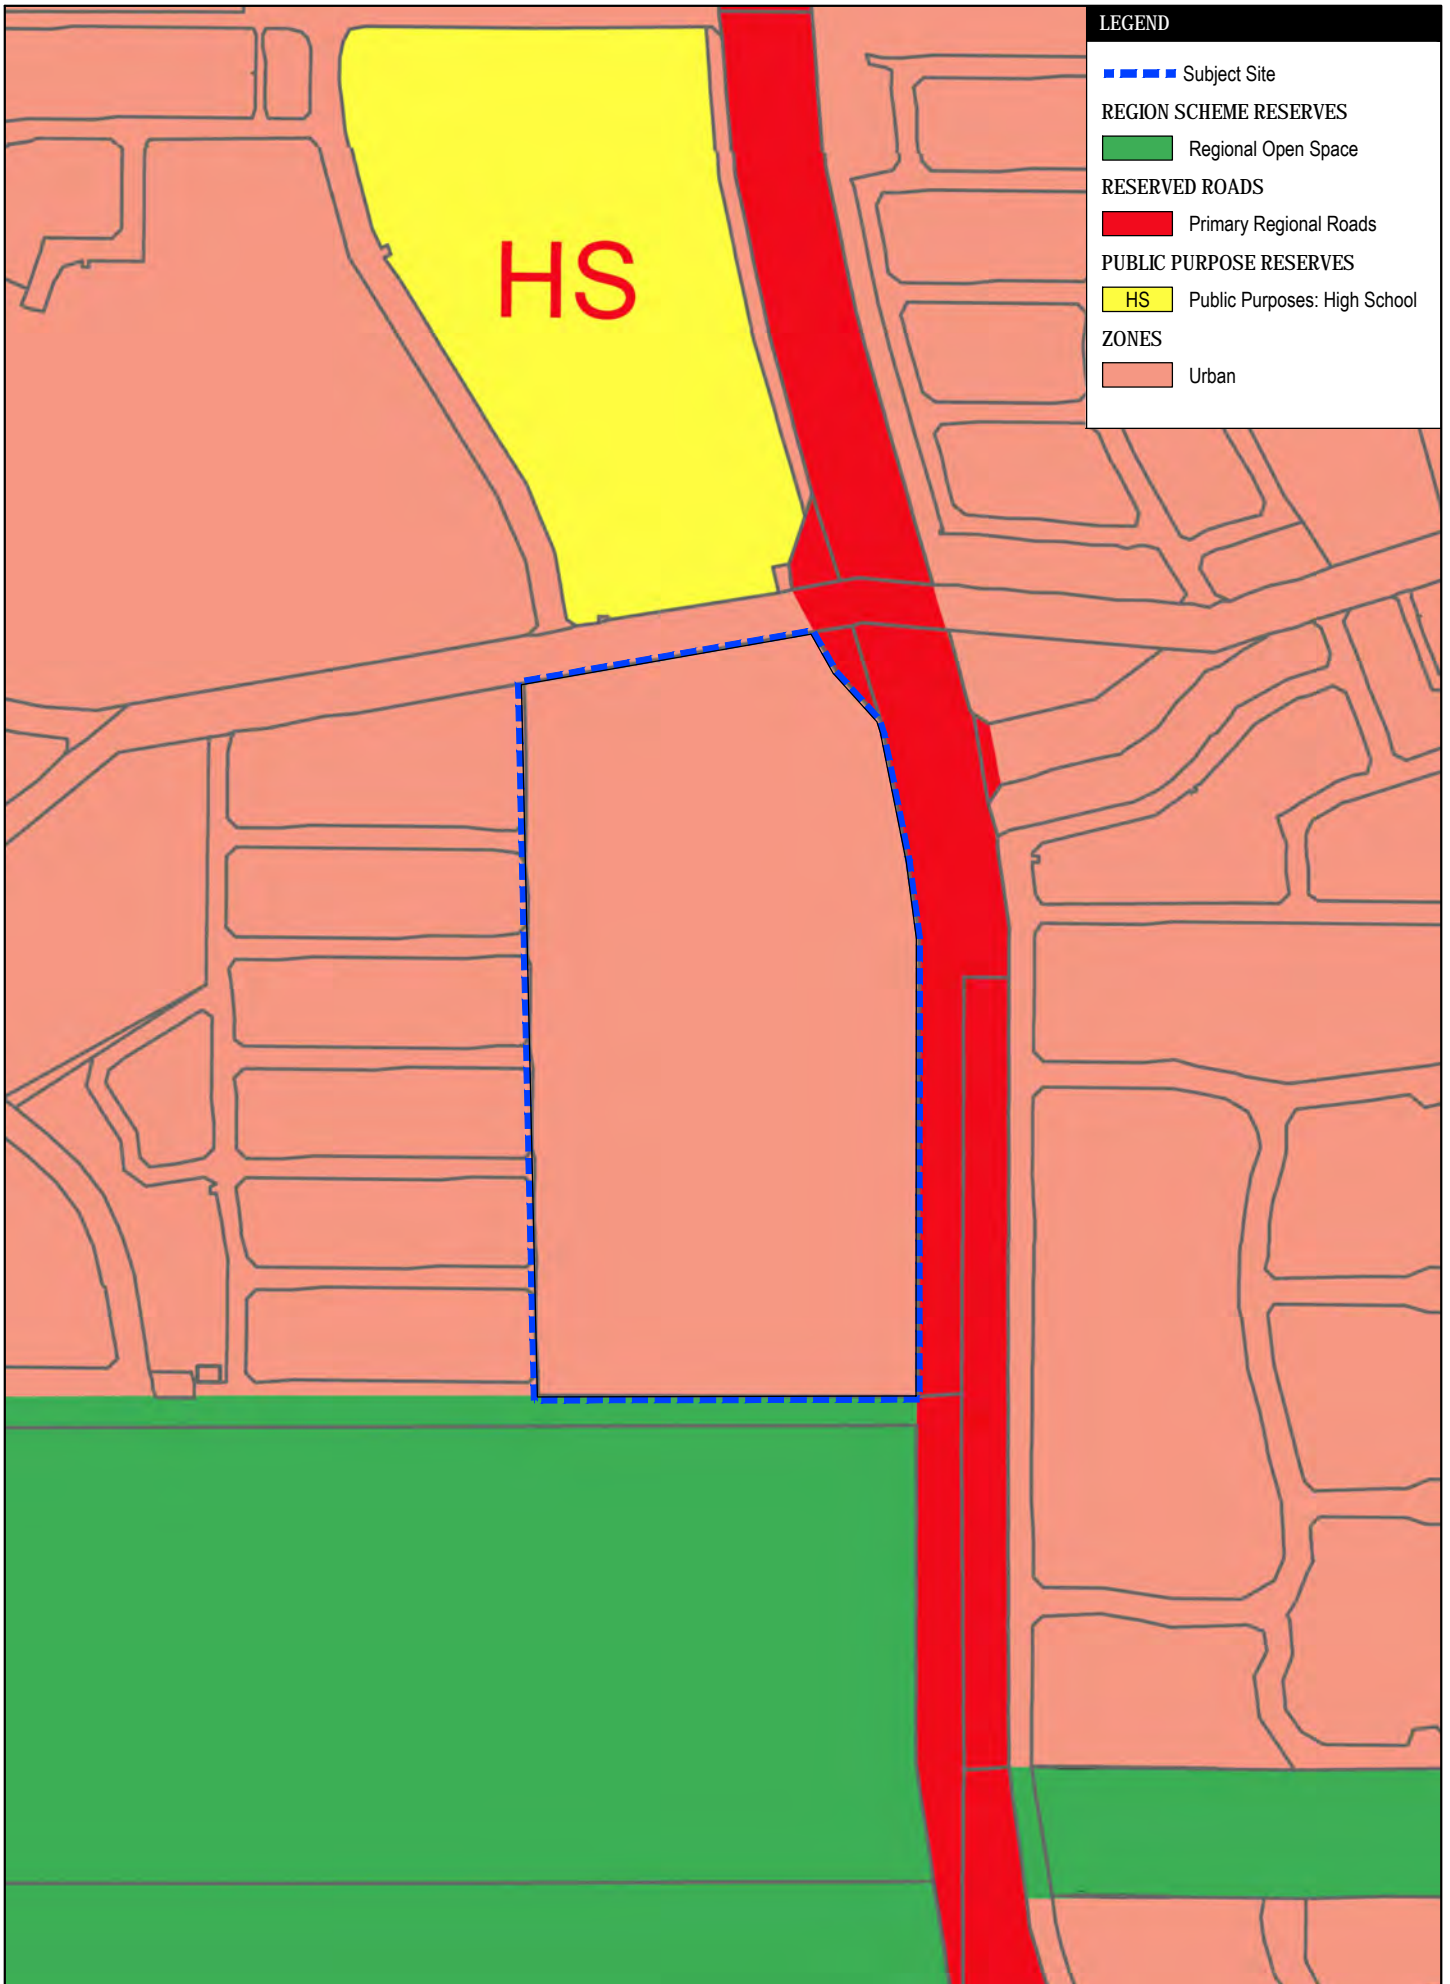 LEGEND
Subject Site
REGION SCHEME RESERVES
Regional Open Space
RESERVED ROADS
Primary Regional Roads
PUBLIC PURPOSE RESERVES
HS Public Purposes: High School
ZONES
Urban
HS